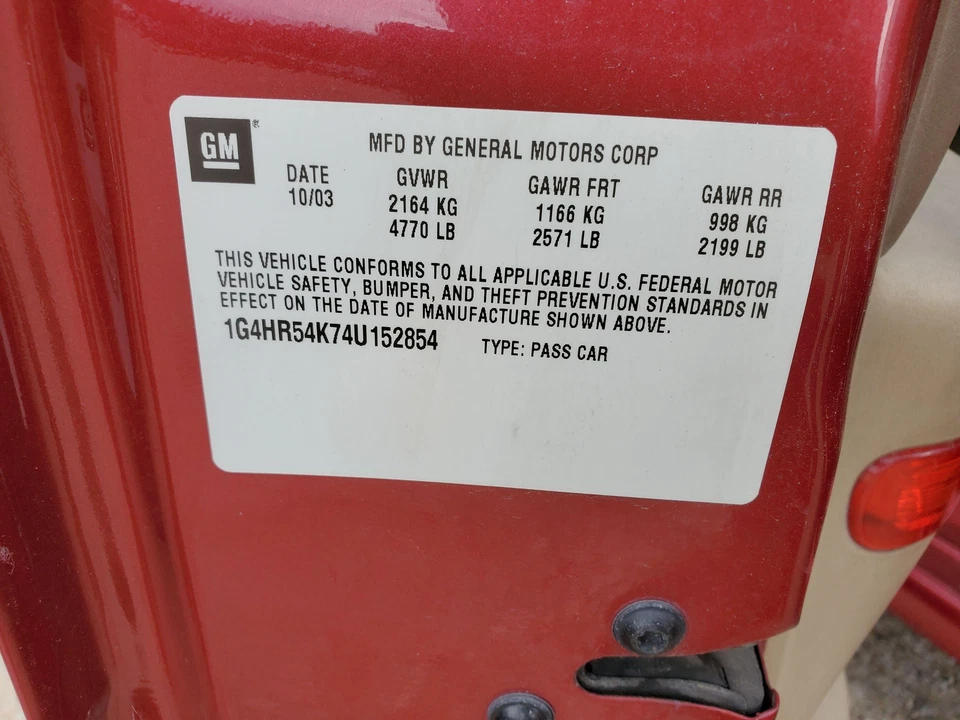 GM®
MFD BY GENERAL MOTORS CORP
DATE GVWR GAWR FRT GAWR RR
10/03 2164 KG 1166 KG 998 KG
4770 LB 2571 LB 2199 LB
THIS VEHICLE CONFORMS TO ALL APPLICABLE U.S. FEDERAL MOTOR
VEHICLE SAFETY, BUMPER, AND THEFT PREVENTION STANDARDS IN
EFFECT ON THE DATE OF MANUFACTURE SHOWN ABOVE.
1G4HR54K74U152854 TYPE: PASS CAR